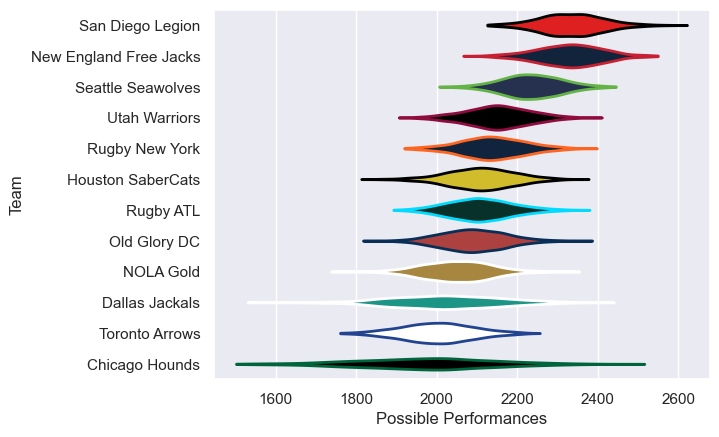 San Diego Legion
New England Free Jacks
Seattle Seawolves
Utah Warriors
Rugby New York
Houston SaberCats
Rugby ATL
Old Glory DC
NOLA Gold
Dallas Jackals
Toronto Arrows
Chicago Hounds
Team
1600 1800 2000 2200 2400 2600
Possible Performances